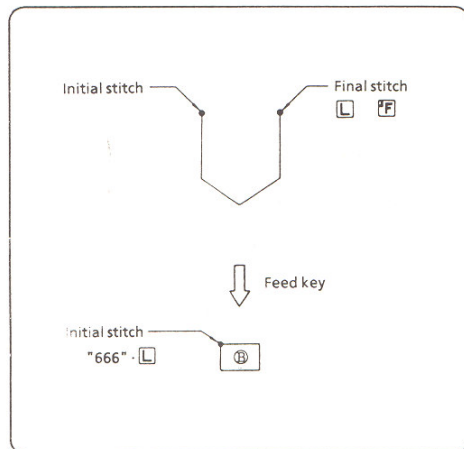 Initial stitch
Final stitch
L F
Feed key
Initial stitch
"666" · L
B